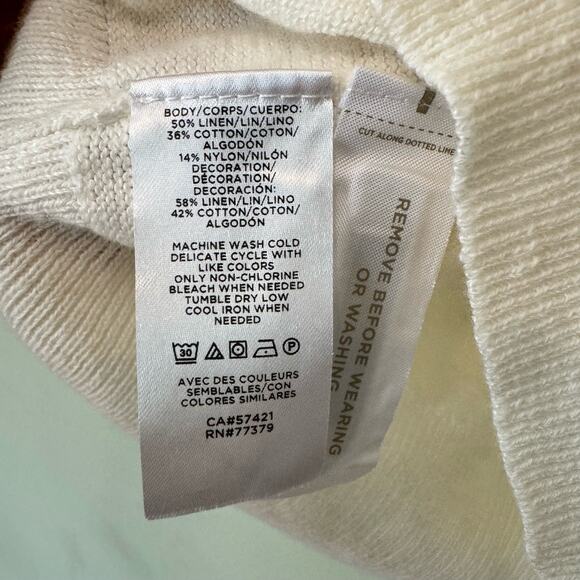 BODY/CORPS/CUERPO:
50% LINEN/LIN/LINO
36% COTTON/COTON/
ALGODÓN
14% NYLON/NILÓN
DECORATION/
DÉCORATION/
DECORACIÓN:
58% LINEN/LIN/LINO
42% COTTON/COTON/
ALGODÓN
MACHINE WASH COLD
DELICATE CYCLE WITH
LIKE COLORS
ONLY NON-CHLORINE
BLEACH WHEN NEEDED
TUMBLE DRY LOW
COOL IRON WHEN
NEEDED
30
P
AVEC DES COULEURS
SEMBLABLES/CON
COLORES SIMILARES
CA#57421
RN#77379
CUT ALONG DOTTED LINE
REMOVE BEFORE WEARING
OR WASHING